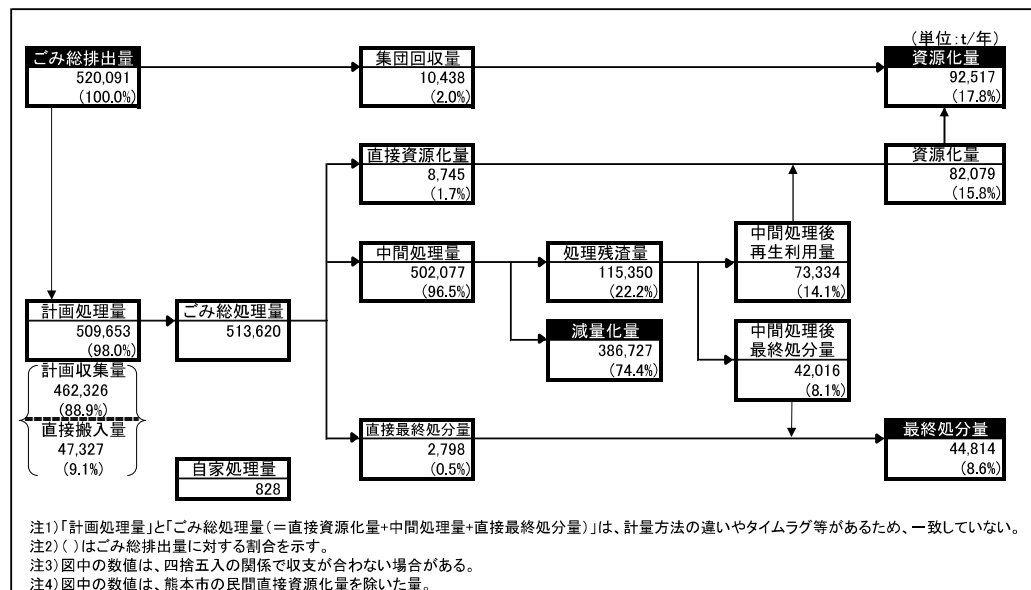 (単位:t/年)
ごみ総排出量
520,091
(100.0%)
集団回収量
10,438
(2.0%)
資源化量
92,517
(17.8%)
直接資源化量
8,745
(1.7%)
資源化量
82,079
(15.8%)
中間処理量
502,077
(96.5%)
処理残渣量
115,350
(22.2%)
中間処理後
再生利用量
73,334
(14.1%)
計画処理量
509,653
(98.0%)
ごみ総処理量
513,620
減量化量
386,727
(74.4%)
中間処理後
最終処分量
42,016
(8.1%)
計画収集量
462,326
(88.9%)
直接搬入量
47,327
(9.1%)
直接最終処分量
2,798
(0.5%)
最終処分量
44,814
(8.6%)
自家処理量
828
注1)「計画処理量」と「ごみ総処理量(=直接資源化量+中間処理量+直接最終処分量)」は、計量方法の違いやタイムラグ等があるため、一致していない。
注2)( )はごみ総排出量に対する割合を示す。
注3)図中の数値は、四捨五入の関係で収支が合わない場合がある。
注4)図中の数値は、熊本市の民間直接資源化量を除いた量。